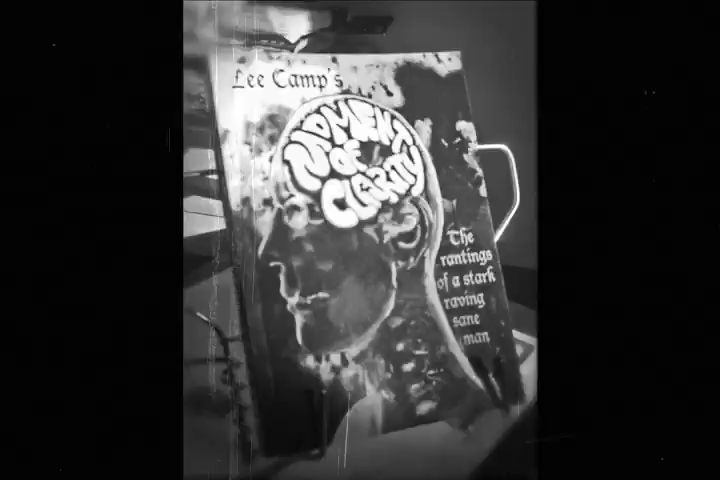 Lee Camp's
MOMENT
OF
CLARITY
The
rantings
of a stark
raving
sane
man